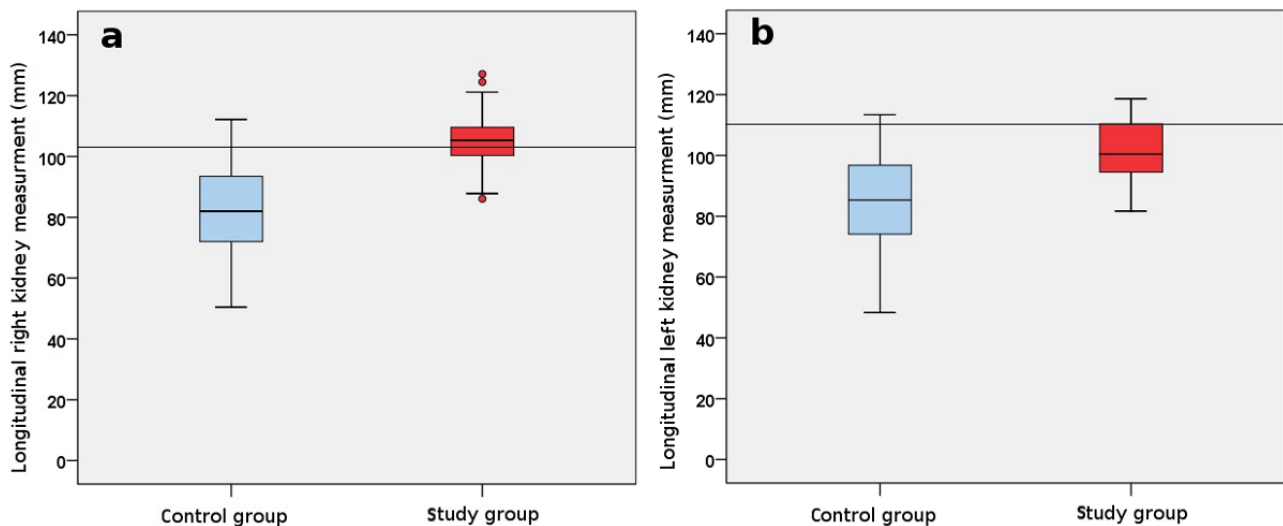 a
Longitudinal right kidney measurment (mm)
140
120
100
80
60
40
20
0
Control group
Study group
b
Longitudinal left kidney measurment (mm)
140
120
100
80
60
40
20
0
Control group
Study group